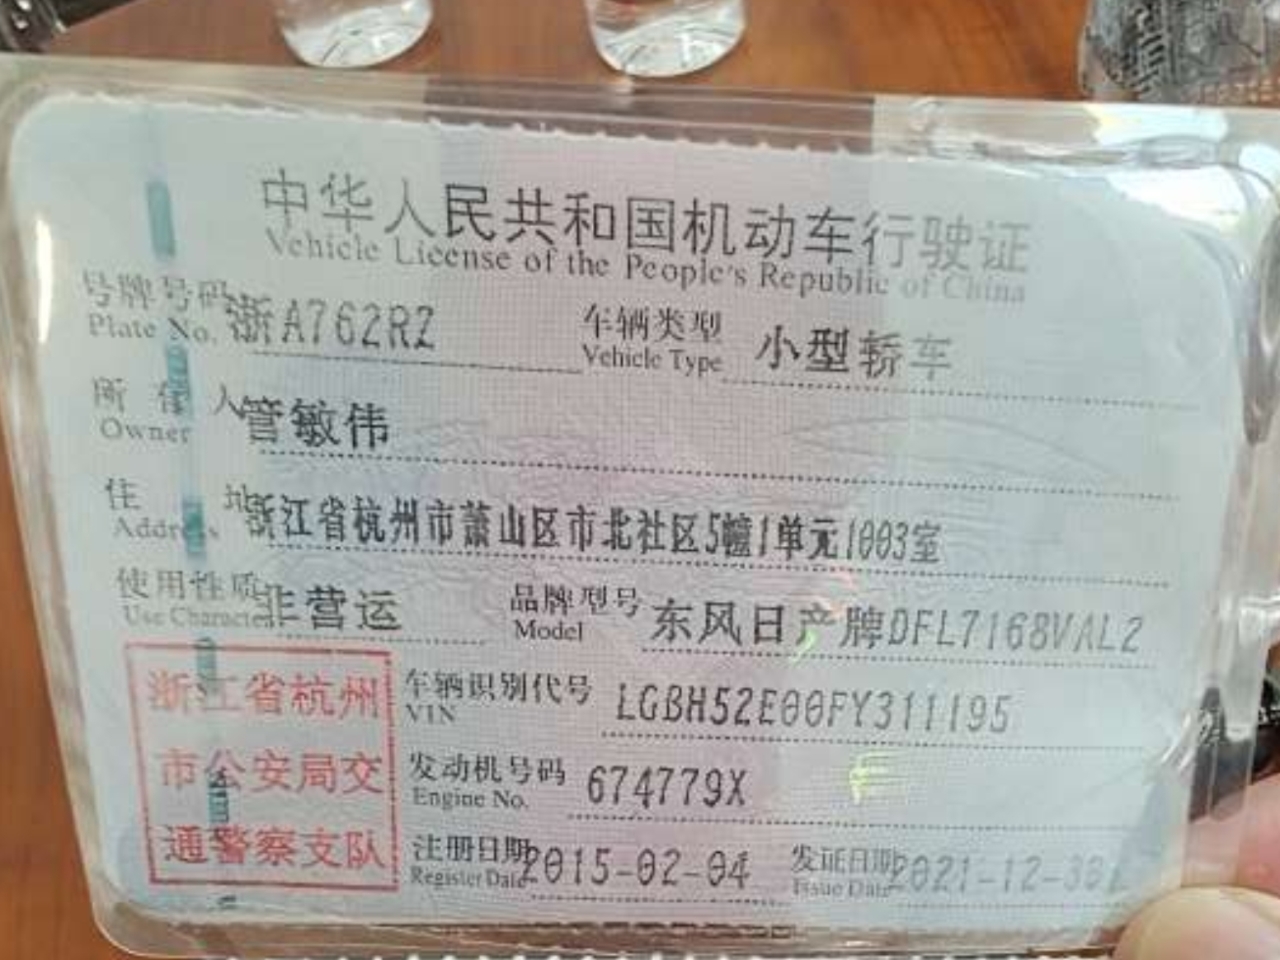 中华人民共和国机动车行驶证
Vehicle License of the People's Republic of China
号牌号码 浙A762RZ 车辆类型 小型轿车
Plate No. Vehicle Type
所有人 管敏伟
Owner
住址 浙江省杭州市萧山区市北社区5幢1单元1003室
Address
使用性质 非营运 品牌型号 东风日产牌DFL7168VAL2
Use Character Model
浙江省杭州
市公安局交
通警察支队
车辆识别代号 LGBH52E00FY311195
VIN
发动机号码 674779X
Engine No.
注册日期 2015-02-04 发证日期 2021-12-30
Register Date Issue Date